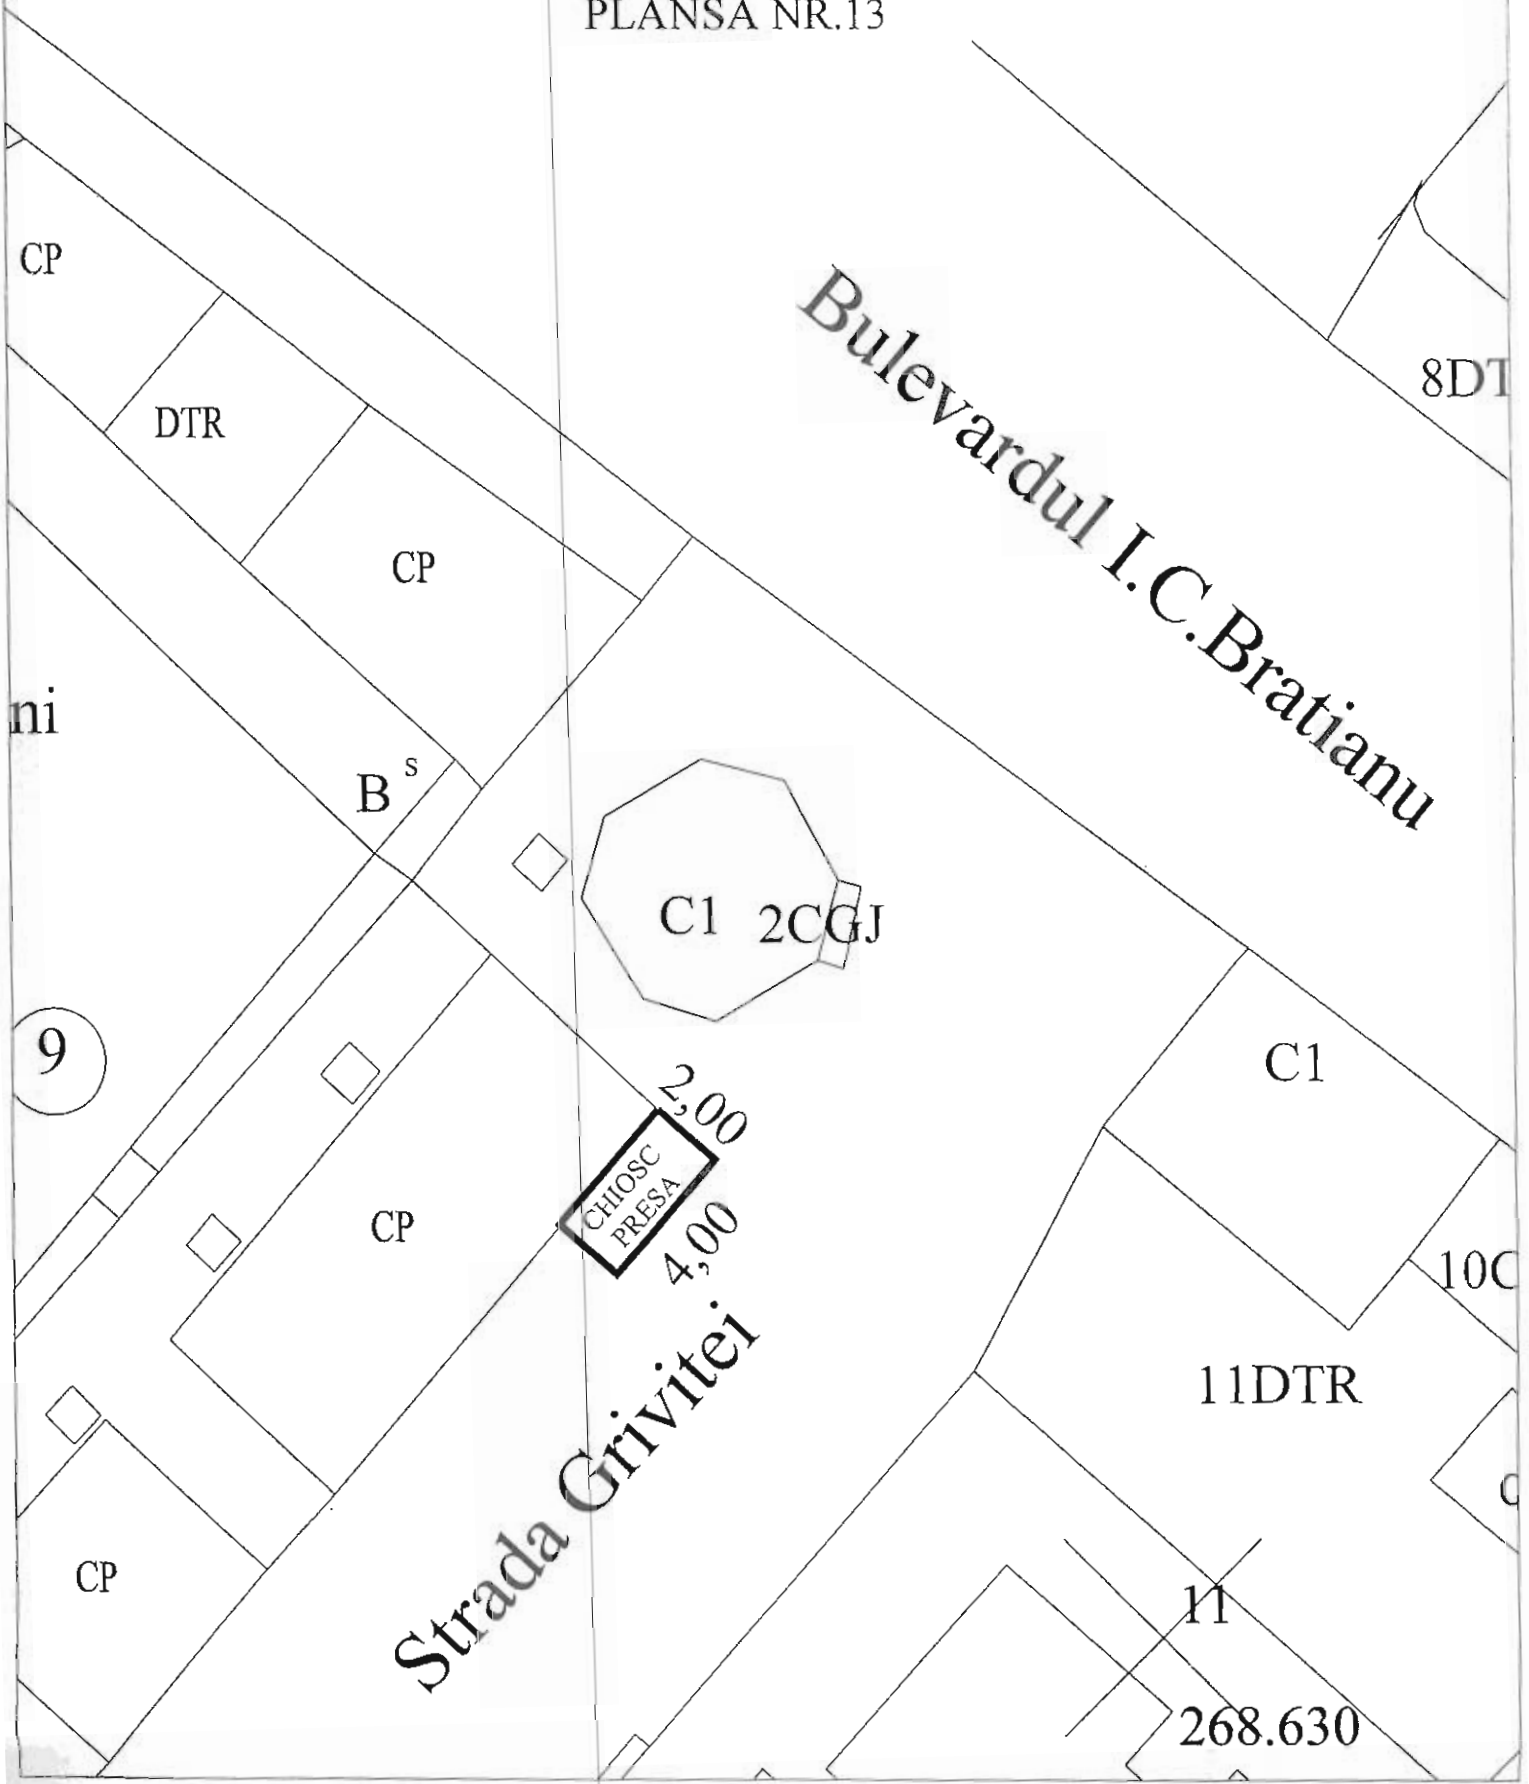 PLANSA NR.13
CP
Bulevardul I.C.Bratianu
8DT
DTR
CP
ni
B s
C1 2CGJ
9
C1
2,00
CHIOSC
PRESA
4,00
CP
10C
Strada Grivitei
11DTR
CP
11
268.630